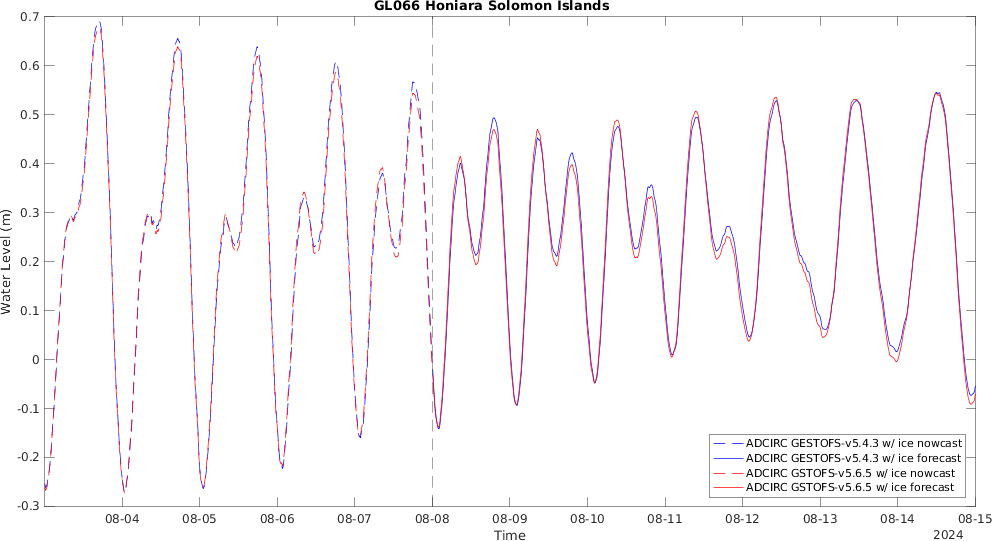 GL066 Honiara Solomon Islands
Water Level (m)
0.7
0.6
0.5
0.4
0.3
0.2
0.1
0
-0.1
-0.2
-0.3
ADCIRC GESTOFS-v5.4.3 w/ ice nowcast
ADCIRC GESTOFS-v5.4.3 w/ ice forecast
ADCIRC GSTOFS-v5.6.5 w/ ice nowcast
ADCIRC GSTOFS-v5.6.5 w/ ice forecast
08-04 08-05 08-06 08-07 08-08 08-09 08-10 08-11 08-12 08-13 08-14 08-15
Time
2024